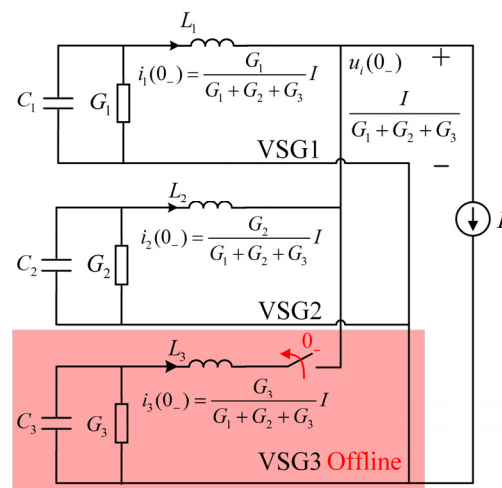 L₁
C₁
G₁
i₁(0₋) = G₁/(G₁+G₂+G₃) I
uᵢ(0₋)
+
I/(G₁+G₂+G₃)
−
VSG1
I
L₂
C₂
G₂
i₂(0₋) = G₂/(G₁+G₂+G₃) I
VSG2
L₃
0₋
C₃
G₃
i₃(0₋) = G₃/(G₁+G₂+G₃) I
VSG3 Offline